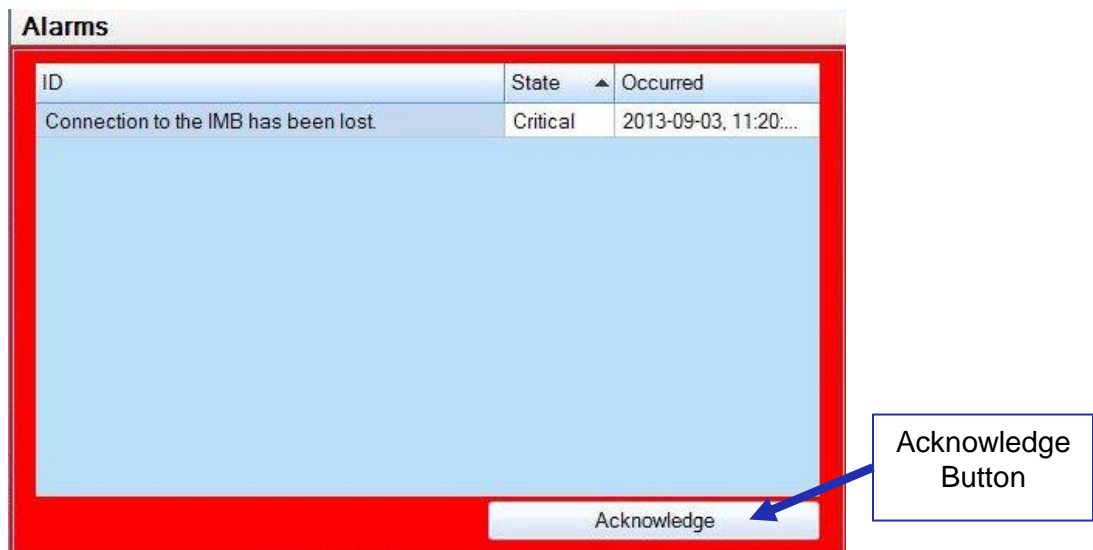 Alarms
ID State Occurred
Connection to the IMB has been lost. Critical 2013-09-03, 11:20:...
Acknowledge
Acknowledge
Button